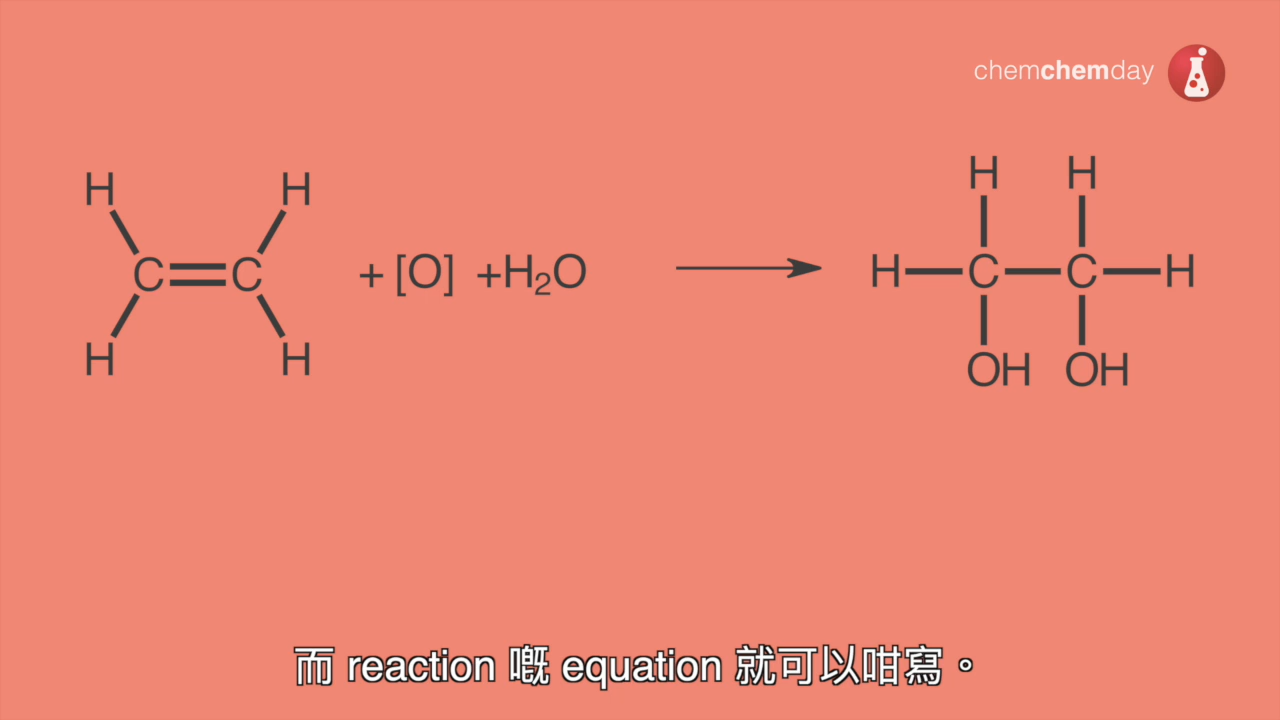 chemchemday
H H H H
C=C + [O] +H₂O → H—C—C—H
H H OH OH
而 reaction 嘅 equation 就可以咁寫。